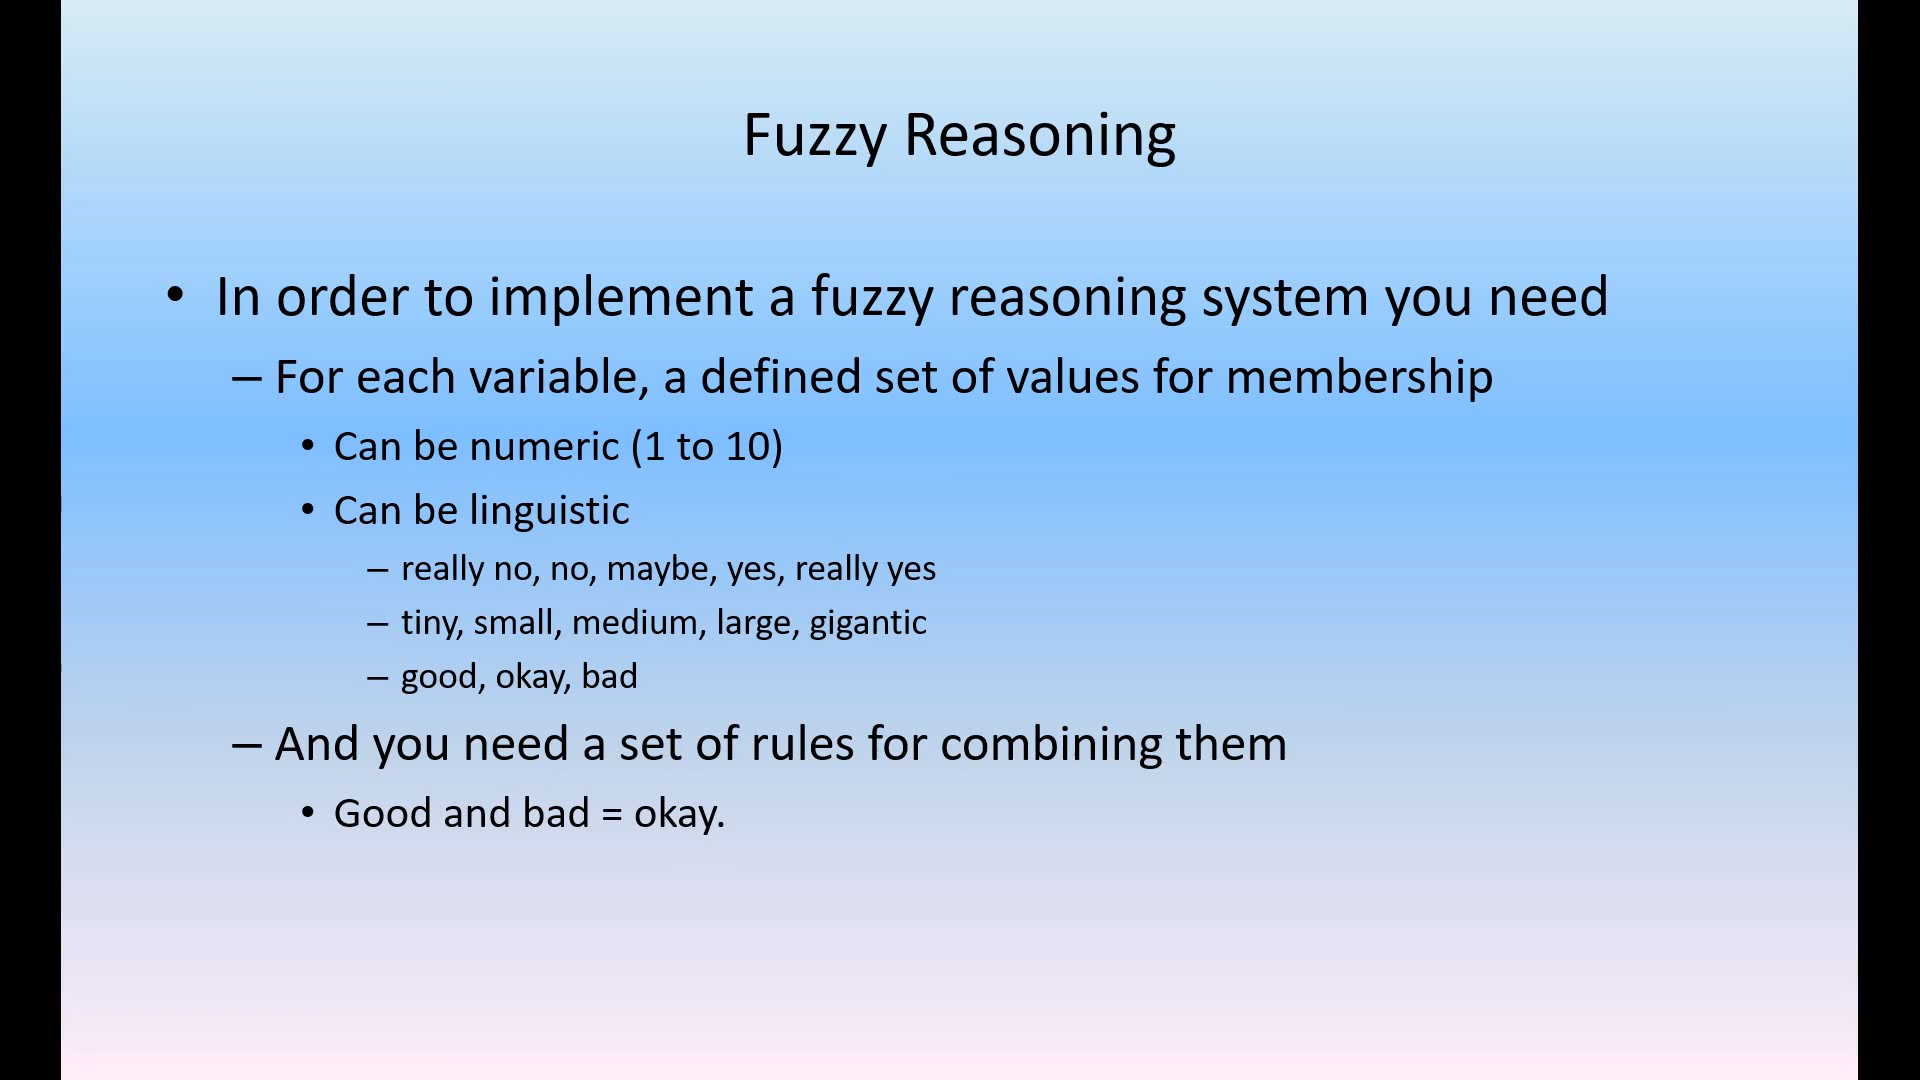 Fuzzy Reasoning
• In order to implement a fuzzy reasoning system you need
– For each variable, a defined set of values for membership
• Can be numeric (1 to 10)
• Can be linguistic
– really no, no, maybe, yes, really yes
– tiny, small, medium, large, gigantic
– good, okay, bad
– And you need a set of rules for combining them
• Good and bad = okay.